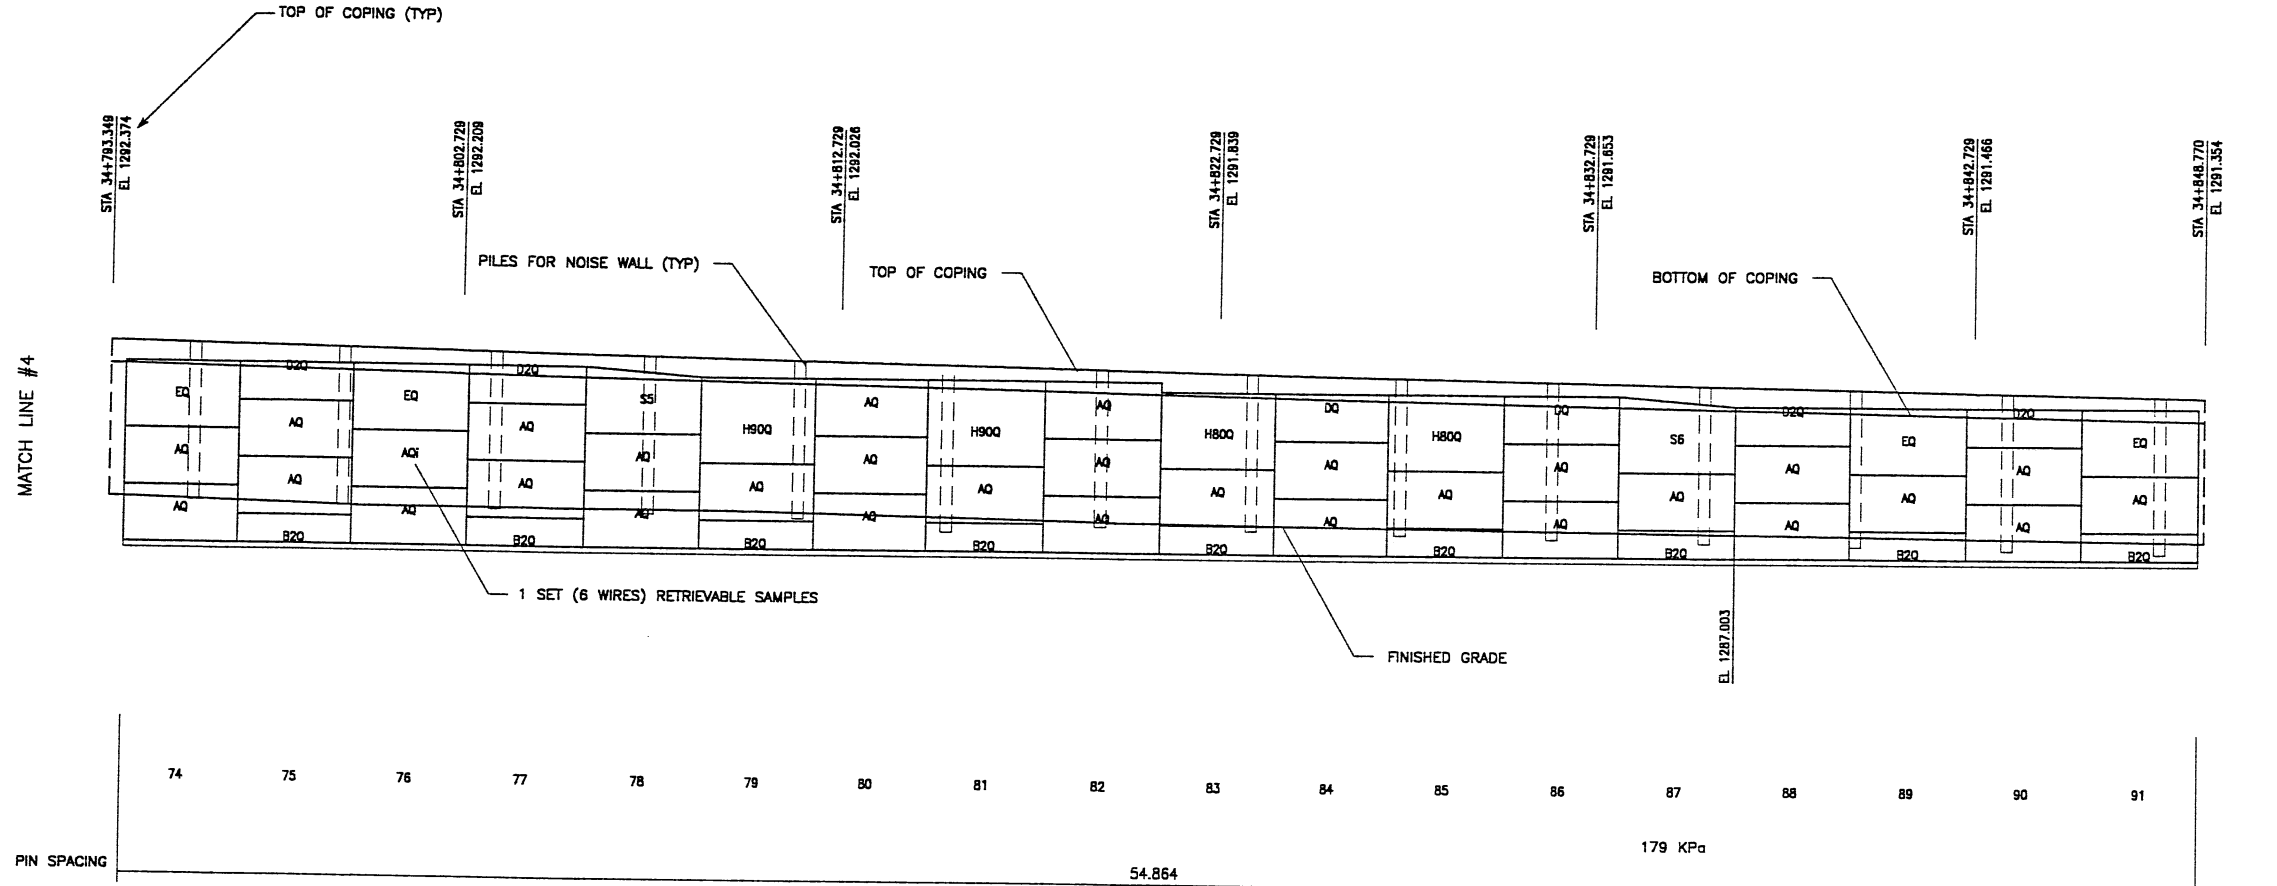 TOP OF COPING (TYP)
STA 34+793.349
EL 1292.374
STA 34+802.729
EL 1292.209
STA 34+812.729
EL 1292.026
STA 34+822.729
EL 1291.839
STA 34+832.729
EL 1291.653
STA 34+842.729
EL 1291.466
STA 34+848.770
EL 1291.354
PILES FOR NOISE WALL (TYP)
TOP OF COPING
BOTTOM OF COPING
MATCH LINE #4
EQ D2Q EQ D2Q S5 H90Q AQ H90Q AQ H80Q DQ H80Q DQ S6 D2Q EQ D2Q EQ
AQ AQ AQi AQ AQ AQ AQ AQ AQ AQ AQ AQ AQ AQ AQ AQ AQ AQ
AQ AQ AQ AQ AQ AQ AQ AQ AQ AQ AQ
B2Q B2Q B2Q B2Q B2Q B2Q B2Q B2Q B2Q
1 SET (6 WIRES) RETRIEVABLE SAMPLES
FINISHED GRADE
EL 1287.003
74 75 76 77 78 79 80 81 82 83 84 85 86 87 88 89 90 91
179 KPa
PIN SPACING
54.864